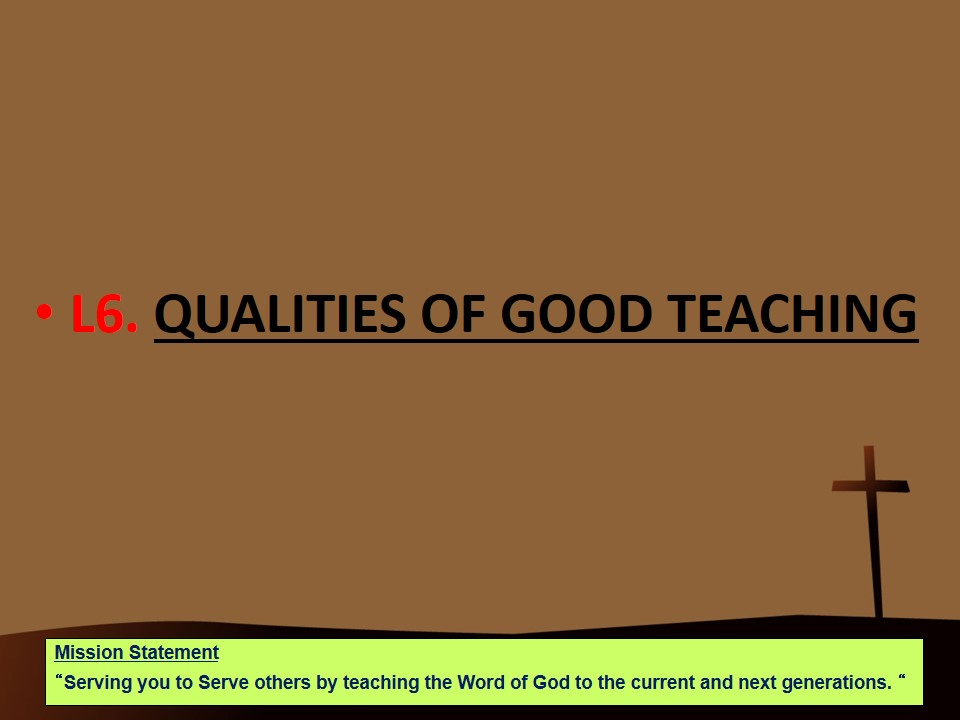 • L6. QUALITIES OF GOOD TEACHING
Mission Statement
“Serving you to Serve others by teaching the Word of God to the current and next generations. “